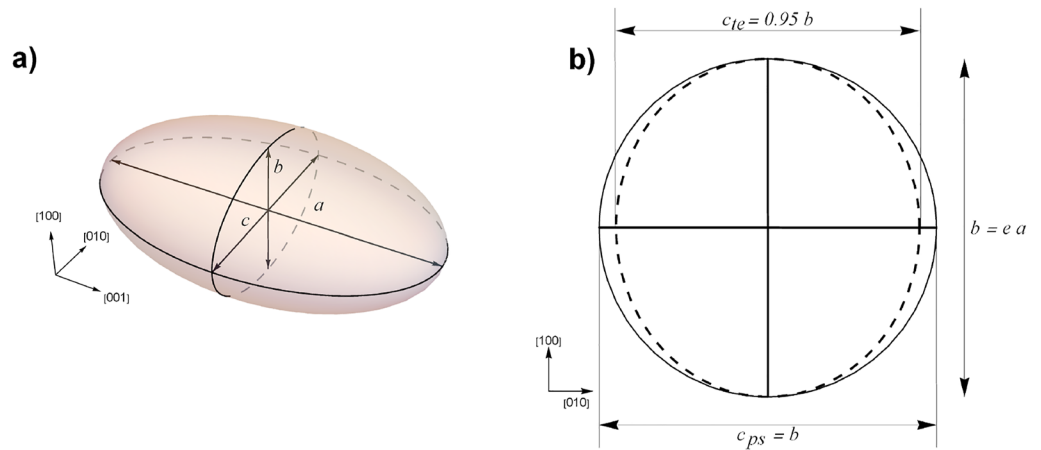 a)
b
a
c
[100]
[010]
[001]
b)
c_te = 0.95 b
b = e a
[100]
[010]
c_ps = b